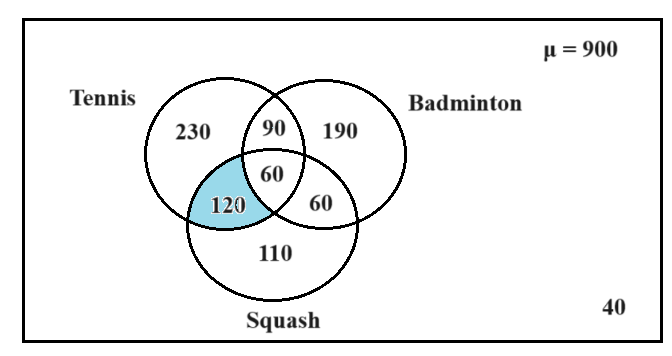 μ = 900
Tennis
Badminton
230
90
190
60
120
60
110
Squash
40